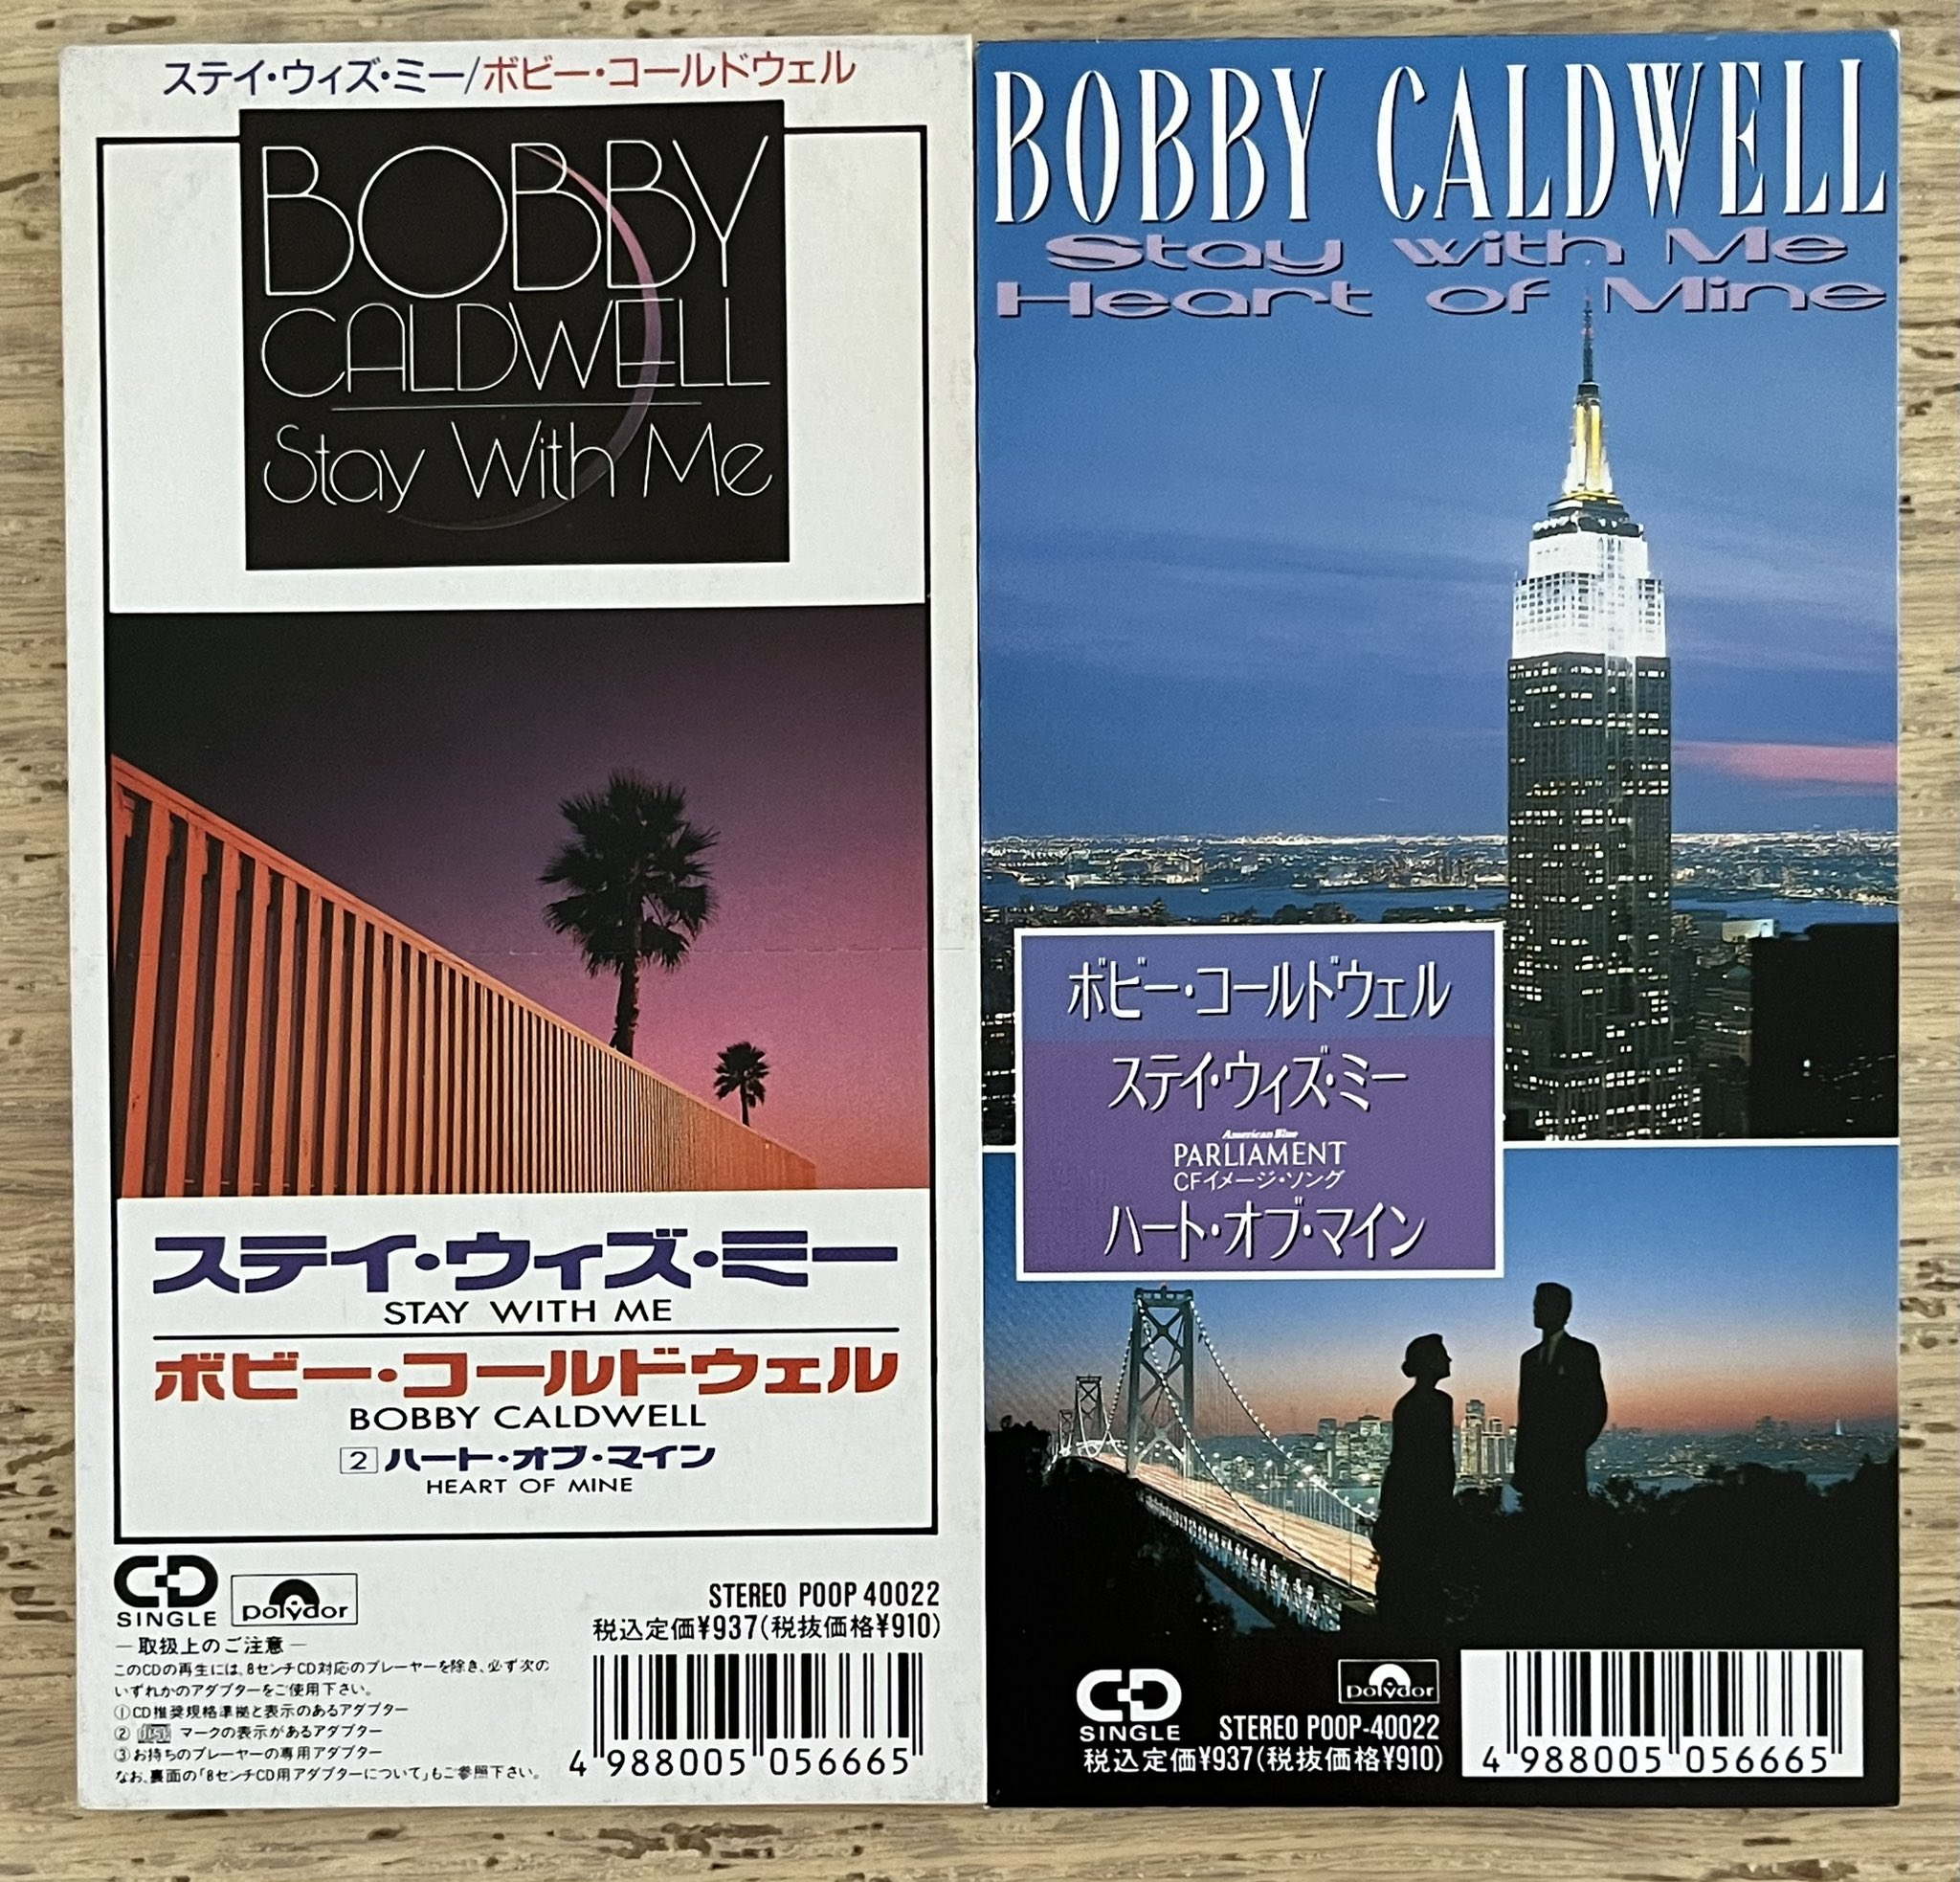 ステイ・ウィズ・ミー/ボビー・コールドウェル
BOBBY
CALDWELL
Stay With Me
ステイ・ウィズ・ミー
STAY WITH ME
ボビー・コールドウェル
BOBBY CALDWELL
2 ハート・オブ・マイン
HEART OF MINE
CD
SINGLE
polydor
STEREO POOP 40022
税込定価¥937(税抜価格¥910)
—取扱上のご注意—
このCDの再生には、8センチCD対応のプレーヤーを除き、必ず次の
いずれかのアダプターをご使用下さい。
①CD推奨規格準拠と表示のあるアダプター
② disc マークの表示があるアダプター
③お持ちのプレーヤーの専用アダプター
なお、裏面の「8センチCD用アダプターについて」もご参照下さい。
4 988005 056665
BOBBY CALDWELL
Stay with Me
Heart of Mine
ボビー・コールドウェル
ステイ・ウィズ・ミー
American Blue
PARLIAMENT
CFイメージ・ソング
ハート・オブ・マイン
CD
SINGLE
polydor
STEREO POOP-40022
税込定価¥937(税抜価格¥910)
4 988005 056665